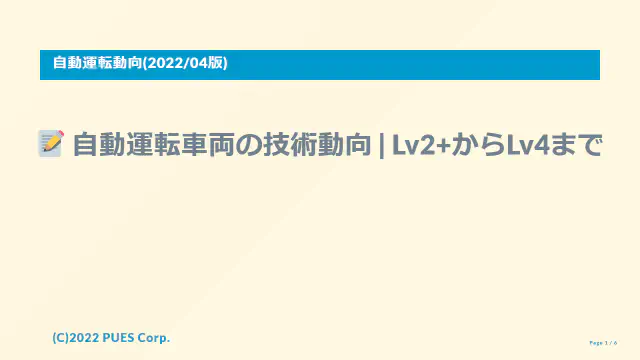 自動運転動向(2022/04版)
📝 自動運転車両の技術動向 | Lv2+からLv4まで
(C)2022 PUES Corp.
Page 1 / 6